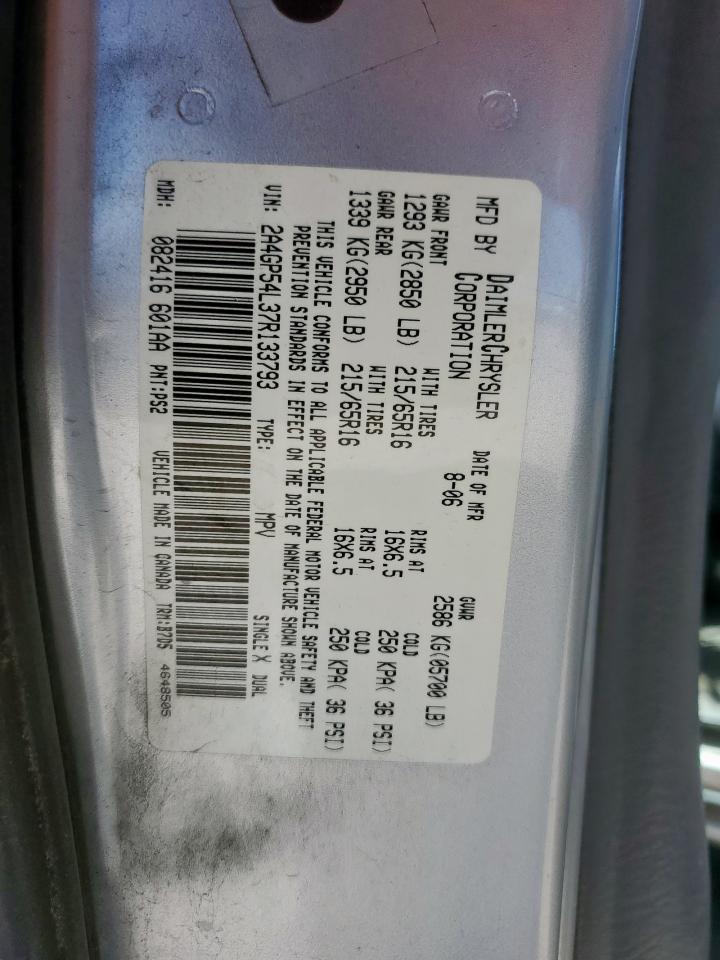 MFD BY DAIMLERCHRYSLER CORPORATION
DATE OF MFR 8-06
GVWR 2586 KG(05700 LB)
GAWR FRONT WITH TIRES RIMS AT COLD
1293 KG(2850 LB) 215/65R16 16X6.5 250 KPA( 36 PSI)
GAWR REAR WITH TIRES RIMS AT COLD
1339 KG(2950 LB) 215/65R16 16X6.5 250 KPA( 36 PSI)
THIS VEHICLE CONFORMS TO ALL APPLICABLE FEDERAL MOTOR VEHICLE SAFETY AND THEFT
PREVENTION STANDARDS IN EFFECT ON THE DATE OF MANUFACTURE SHOWN ABOVE.
VIN: 2A4GP54L37R133793 TYPE: MPV SINGLE X DUAL
MDH: 082416 601AA PNT:PS2 VEHICLE MADE IN CANADA TRM:B7D5 4648505